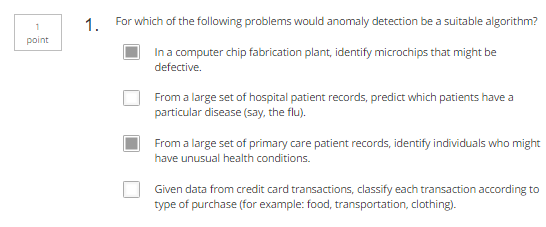 1
point
1. For which of the following problems would anomaly detection be a suitable algorithm?
In a computer chip fabrication plant, identify microchips that might be
defective.
From a large set of hospital patient records, predict which patients have a
particular disease (say, the flu).
From a large set of primary care patient records, identify individuals who might
have unusual health conditions.
Given data from credit card transactions, classify each transaction according to
type of purchase (for example: food, transportation, clothing).